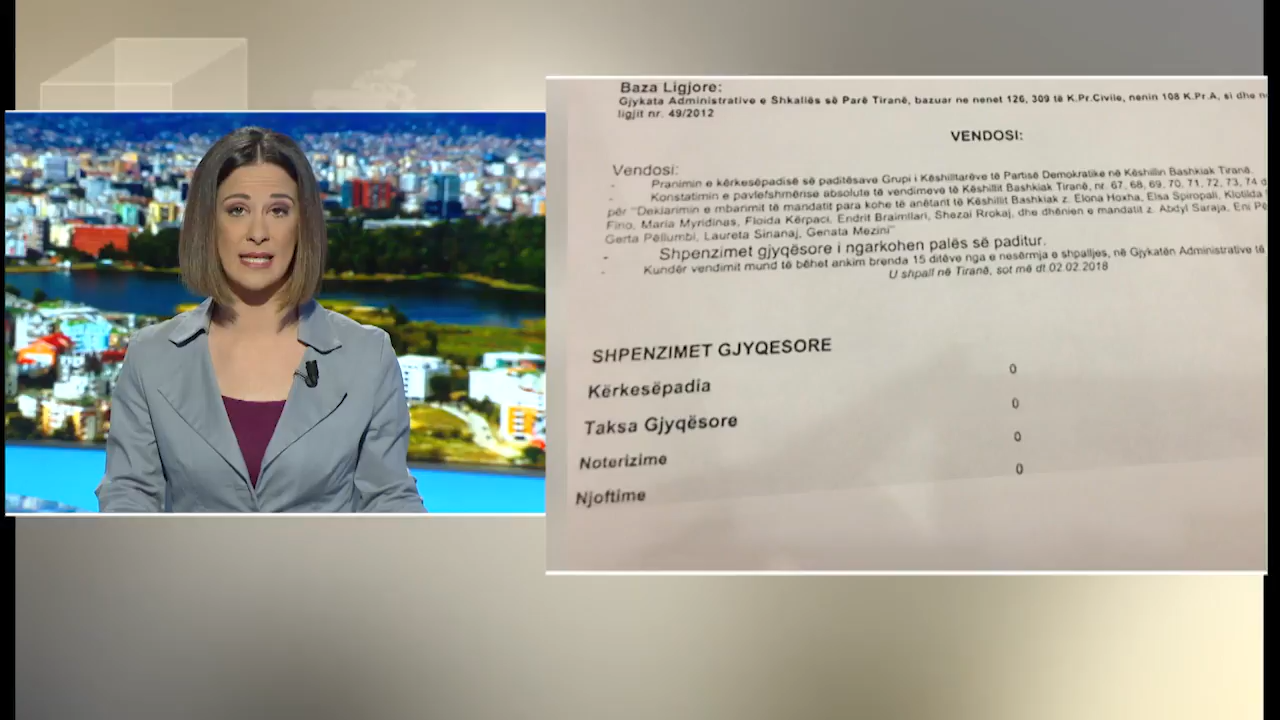 Baza Ligjore:
Gjykata Administrative e Shkallës së Parë Tiranë, bazuar ne nenet 126, 309 të K.Pr.Civile, nenin 108 K.Pr.A, si dhe
ligjit nr. 49/2012
VENDOSI:
Vendosi:
- Pranimin e kërkesëpadisë së paditësave Grupi i Këshilltarëve të Partisë Demokratike në Këshillin Bashkiak Tiranë.
- Konstatimin e pavlefshmërise absolute të vendimeve të Këshillit Bashkiak Tiranë, nr. 67, 68, 69, 70, 71, 72, 73, 74
për "Deklarimin e mbarimit të mandatit para kohe të anëtarit të Këshillit Bashkiak z. Elona Hoxha, Elsa Spiropali, Klotilda
Fino, Maria Myridinas, Floida Kërpaci, Endrit Braimllari, Shezai Rrokaj, dhe dhënien e mandatit z. Abdyl Saraja, Eni
Gerta Pëllumbi, Laureta Sinanaj, Genata Mezini"
- Shpenzimet gjyqësore i ngarkohen palës së paditur.
- Kundër vendimit mund të bëhet ankim brenda 15 ditëve nga e nesërmja e shpalljes, në Gjykatën Administrative të
U shpall në Tiranë, sot më dt.02.02.2018
SHPENZIMET GJYQESORE
Kërkesëpadia 0
Taksa Gjyqësore 0
Noterizime 0
Njoftime 0